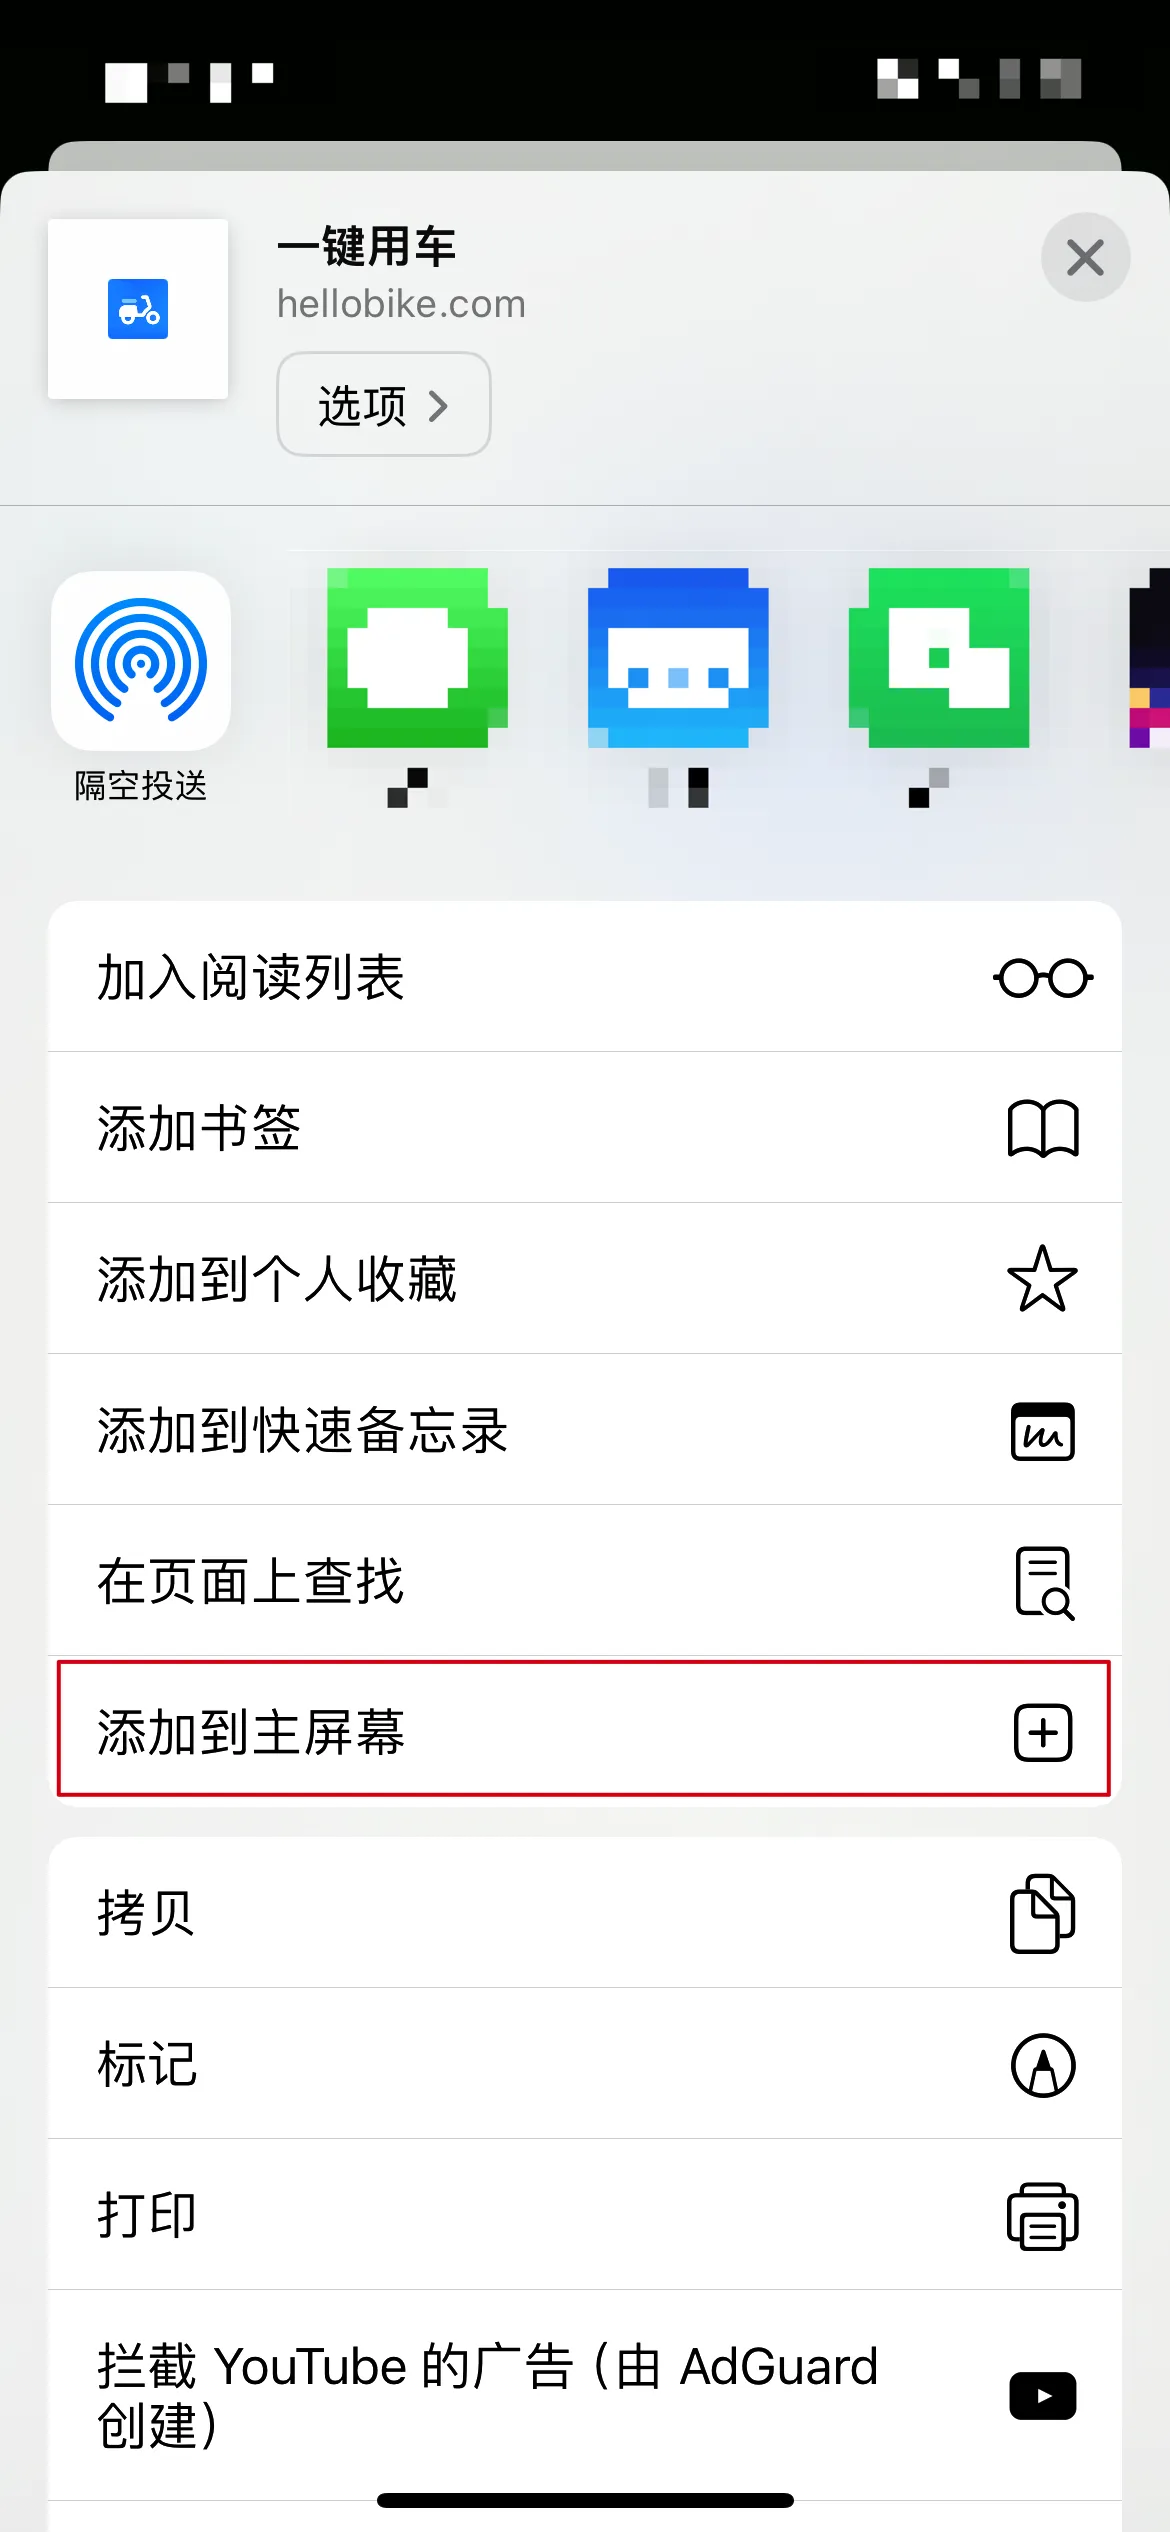 一键用车
hellobike.com
选项
隔空投送
加入阅读列表
添加书签
添加到个人收藏
添加到快速备忘录
在页面上查找
添加到主屏幕
拷贝
标记
打印
拦截 YouTube 的广告（由 AdGuard
创建）